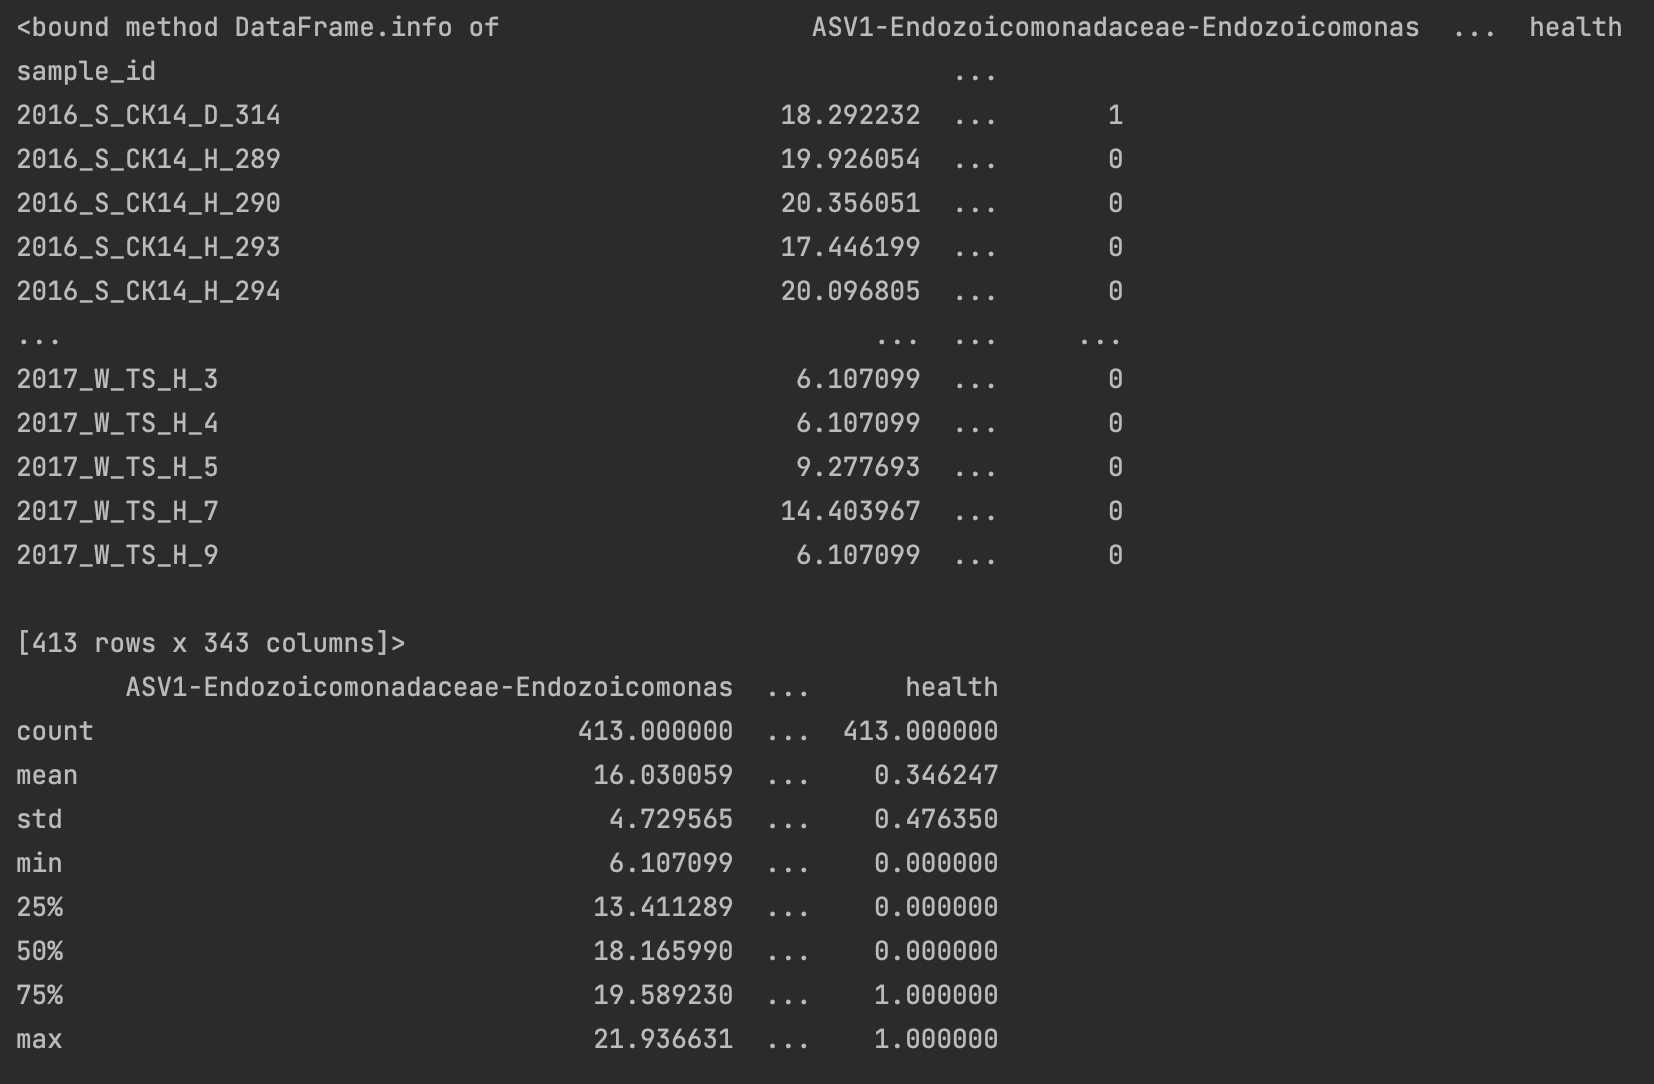 <bound method DataFrame.info of                    ASV1-Endozoicomonadaceae-Endozoicomonas  ...  health
sample_id                                                   ...
2016_S_CK14_D_314                                18.292232  ...       1
2016_S_CK14_H_289                                19.926054  ...       0
2016_S_CK14_H_290                                20.356051  ...       0
2016_S_CK14_H_293                                17.446199  ...       0
2016_S_CK14_H_294                                20.096805  ...       0
...                                                    ...  ...     ...
2017_W_TS_H_3                                     6.107099  ...       0
2017_W_TS_H_4                                     6.107099  ...       0
2017_W_TS_H_5                                     9.277693  ...       0
2017_W_TS_H_7                                    14.403967  ...       0
2017_W_TS_H_9                                     6.107099  ...       0
[413 rows x 343 columns]>
       ASV1-Endozoicomonadaceae-Endozoicomonas  ...      health
count                               413.000000  ...  413.000000
mean                                 16.030059  ...    0.346247
std                                   4.729565  ...    0.476350
min                                   6.107099  ...    0.000000
25%                                  13.411289  ...    0.000000
50%                                  18.165990  ...    0.000000
75%                                  19.589230  ...    1.000000
max                                  21.936631  ...    1.000000